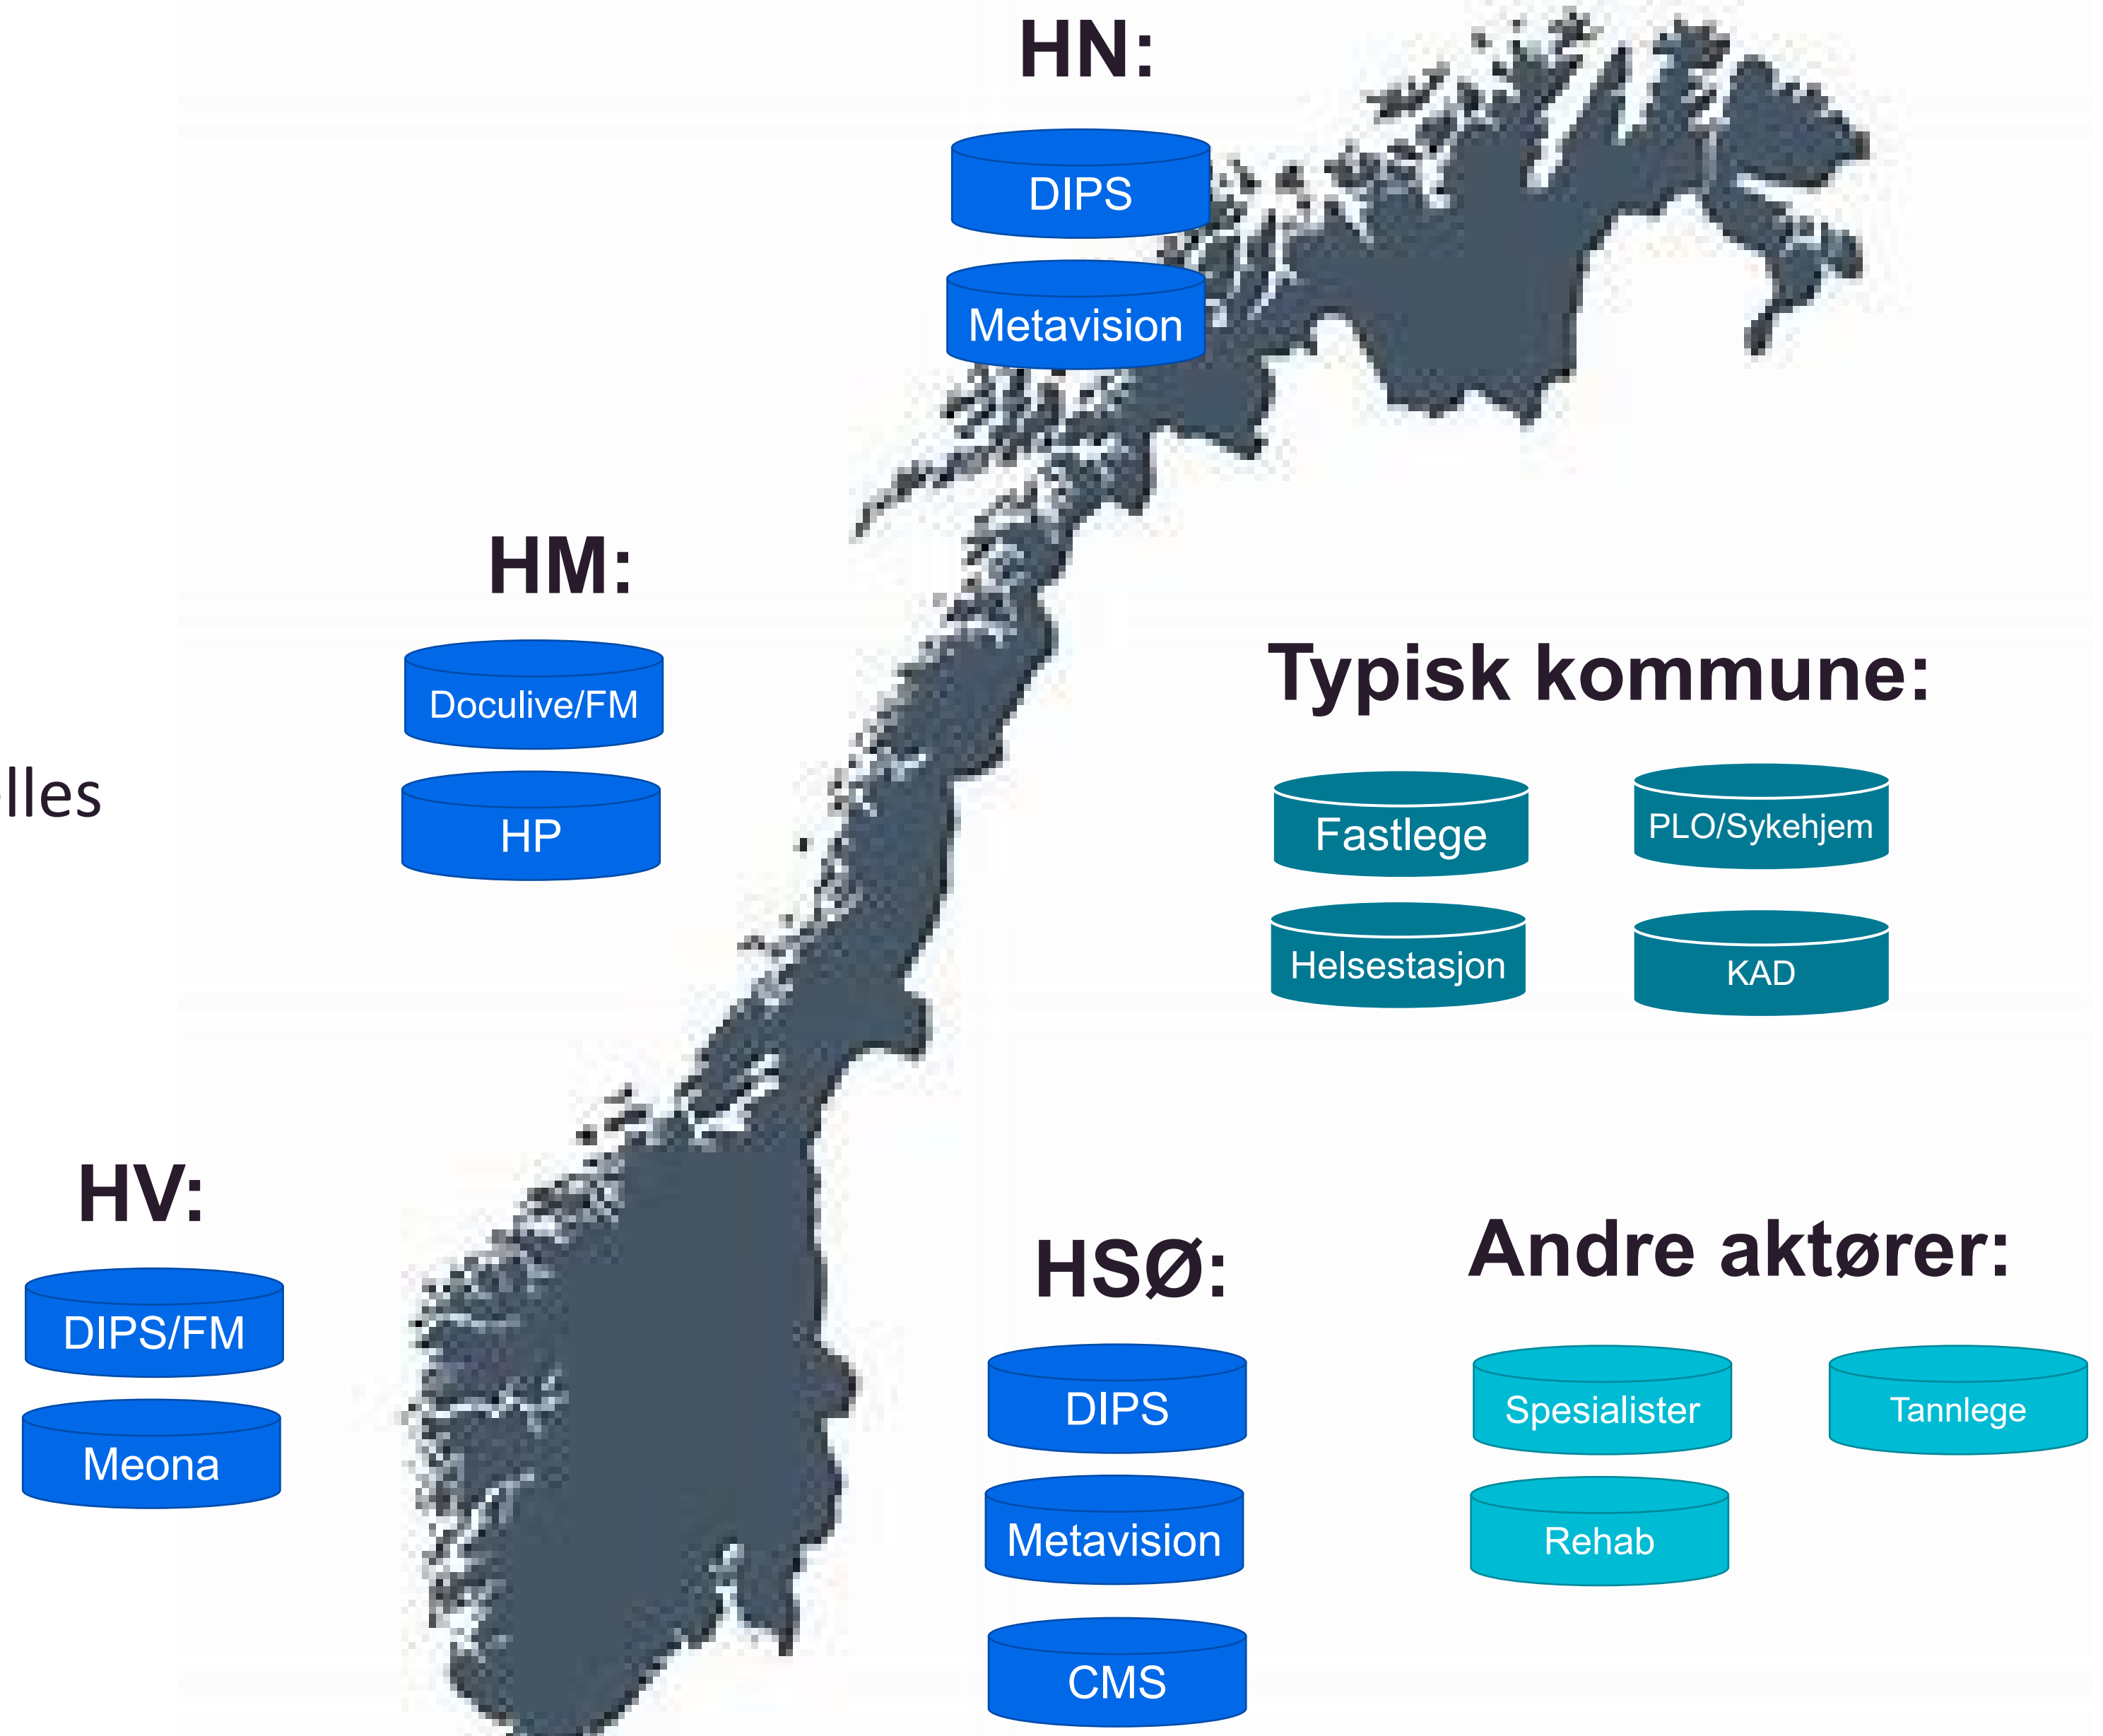 HN:
DIPS
Metavision
HM:
Doculive/FM
HP
lles
Typisk kommune:
Fastlege
PLO/Sykehjem
Helsestasjon
KAD
HV:
DIPS/FM
Meona
HSØ:
DIPS
Metavision
CMS
Andre aktører:
Spesialister
Tannlege
Rehab